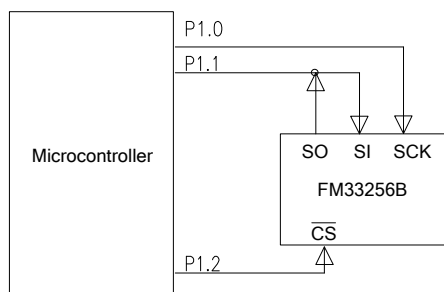 P1.0
P1.1
Microcontroller
SO SI SCK
FM33256B
CS
P1.2